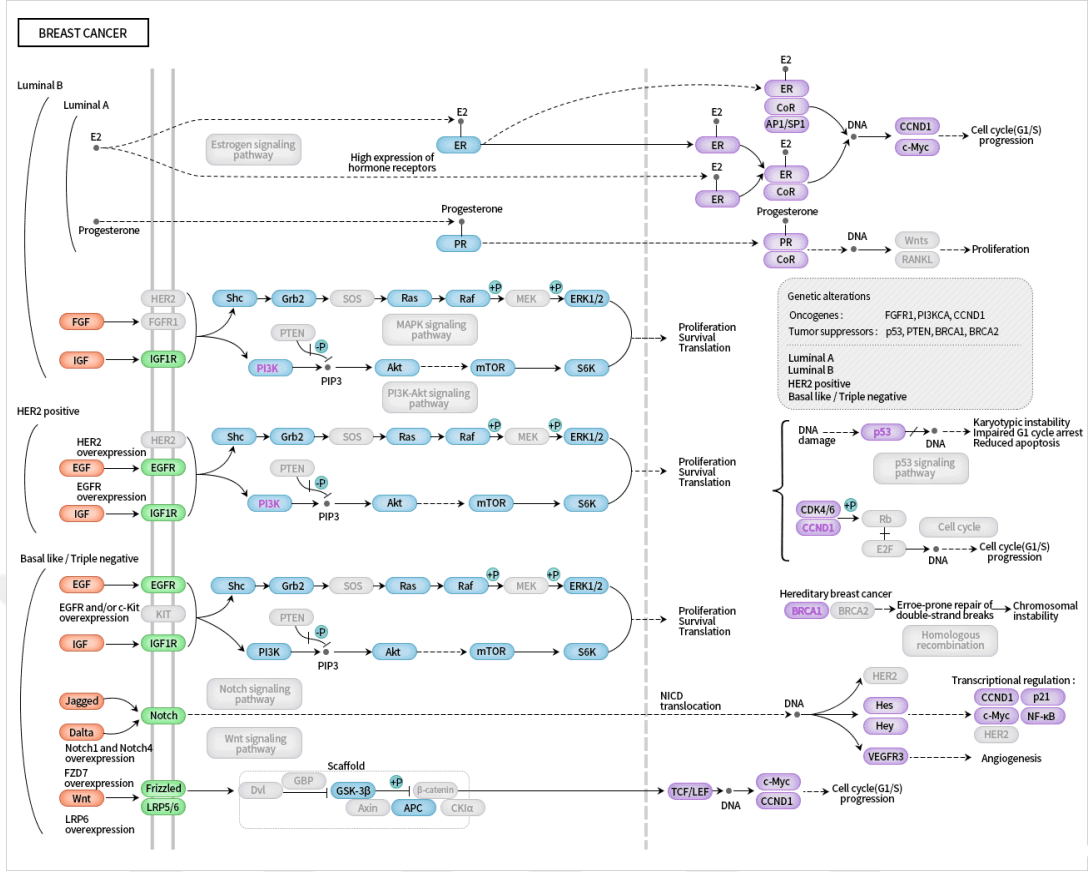 BREAST CANCER
Luminal B
Luminal A
E2
Estrogen signaling
pathway
High expression of
hormone receptors
E2
ER
E2
ER
E2
ER
E2
ER
CoR
AP1/SP1
E2
ER
CoR
DNA
CCND1
c-Myc
Cell cycle(G1/S)
progression
Progesterone
Progesterone
PR
Progesterone
PR
CoR
DNA
Wnts
RANKL
Proliferation
HER2
FGF
FGFR1
IGF
IGF1R
Shc
Grb2
SOS
Ras
Raf
+P
MEK
+P
ERK1/2
MAPK signaling
pathway
PTEN
-P
PI3K
PIP3
Akt
mTOR
S6K
PI3K-Akt signaling
pathway
Proliferation
Survival
Translation
Genetic alterations
Oncogenes : FGFR1, PI3KCA, CCND1
Tumor suppressors : p53, PTEN, BRCA1, BRCA2
Luminal A
Luminal B
HER2 positive
Basal like / Triple negative
HER2 positive
HER2
overexpression
HER2
EGF
EGFR
EGFR
overexpression
IGF
IGF1R
Shc
Grb2
SOS
Ras
Raf
+P
MEK
+P
ERK1/2
PTEN
-P
PI3K
PIP3
Akt
mTOR
S6K
Proliferation
Survival
Translation
DNA
damage
p53
DNA
Karyotypic instability
Impaired G1 cycle arrest
Reduced apoptosis
p53 signaling
pathway
CDK4/6
CCND1
+P
Rb
E2F
Cell cycle
DNA
Cell cycle(G1/S)
progression
Basal like / Triple negative
EGF
EGFR
EGFR and/or c-Kit
overexpression
KIT
IGF
IGF1R
Shc
Grb2
SOS
Ras
Raf
+P
MEK
+P
ERK1/2
PTEN
-P
PI3K
PIP3
Akt
mTOR
S6K
Proliferation
Survival
Translation
Hereditary breast cancer
BRCA1
BRCA2
Erroe-prone repair of
double-strand breaks
Chromosomal
instability
Homologous
recombination
Jagged
Dalta
Notch
Notch1 and Notch4
overexpression
Notch signaling
pathway
NICD
translocation
DNA
HER2
Hes
Hey
VEGFR3
Transcriptional regulation :
CCND1
p21
c-Myc
NF-κB
HER2
Angiogenesis
Wnt signaling
pathway
FZD7
overexpression
Wnt
LRP6
overexpression
Frizzled
LRP5/6
Scaffold
Dvl
GBP
GSK-3β
+P
β-catenin
Axin
APC
CKIα
TCF/LEF
DNA
c-Myc
CCND1
Cell cycle(G1/S)
progression